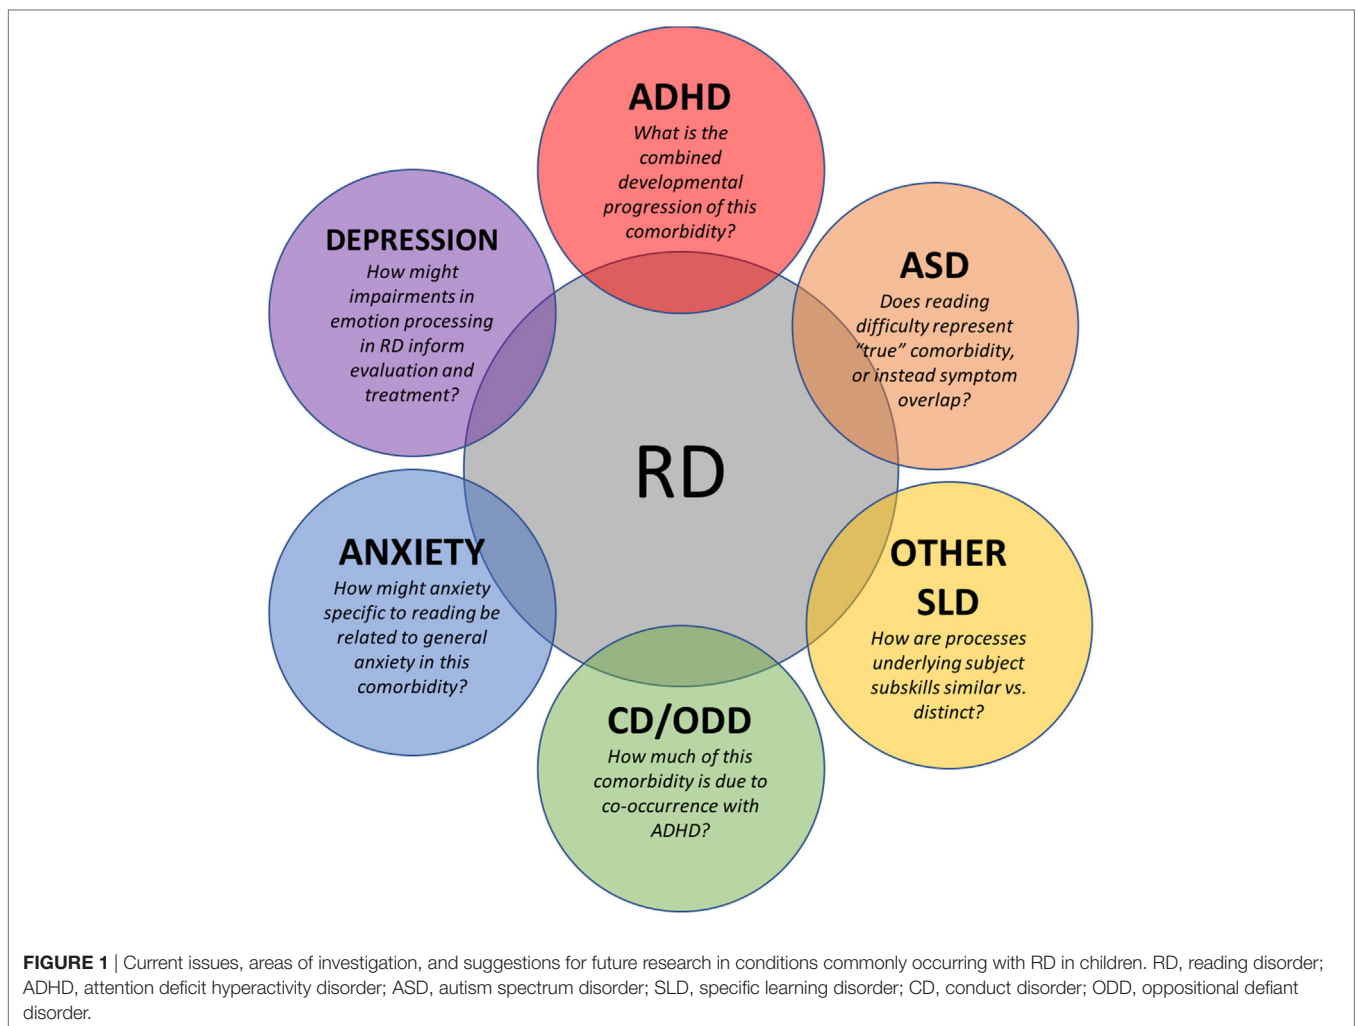 ADHD
What is the
combined
developmental
progression of this
comorbidity?
DEPRESSION
How might
impairments in
emotion processing
in RD inform
evaluation and
treatment?
ASD
Does reading
difficulty represent
“true” comorbidity,
or instead symptom
overlap?
RD
ANXIETY
How might anxiety
specific to reading be
related to general
anxiety in this
comorbidity?
OTHER
SLD
How are processes
underlying subject
subskills similar vs.
distinct?
CD/ODD
How much of this
comorbidity is due to
co-occurrence with
ADHD?
FIGURE 1 | Current issues, areas of investigation, and suggestions for future research in conditions commonly occurring with RD in children. RD, reading disorder;
ADHD, attention deficit hyperactivity disorder; ASD, autism spectrum disorder; SLD, specific learning disorder; CD, conduct disorder; ODD, oppositional defiant
disorder.